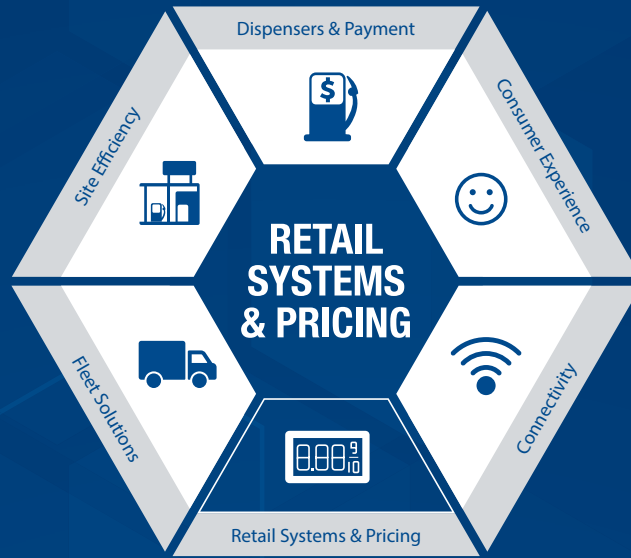 Dispensers & Payment
$
Site Efficiency
Consumer Experience
RETAIL
SYSTEMS
& PRICING
Fleet Solutions
Connectivity
8.88 9/10
Retail Systems & Pricing